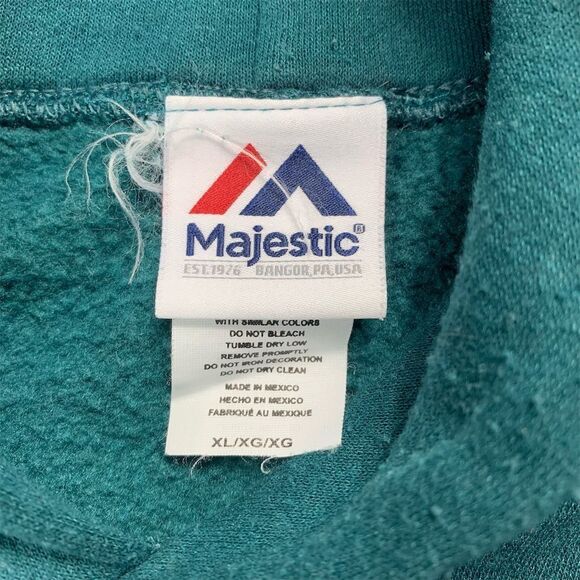 Majestic®
EST.1976 BANGOR,PA,USA
WITH SIMILAR COLORS
DO NOT BLEACH
TUMBLE DRY LOW
REMOVE PROMPTLY
DO NOT IRON DECORATION
DO NOT DRY CLEAN
MADE IN MEXICO
HECHO EN MEXICO
FABRIQUÉ AU MEXIQUE
XL/XG/XG